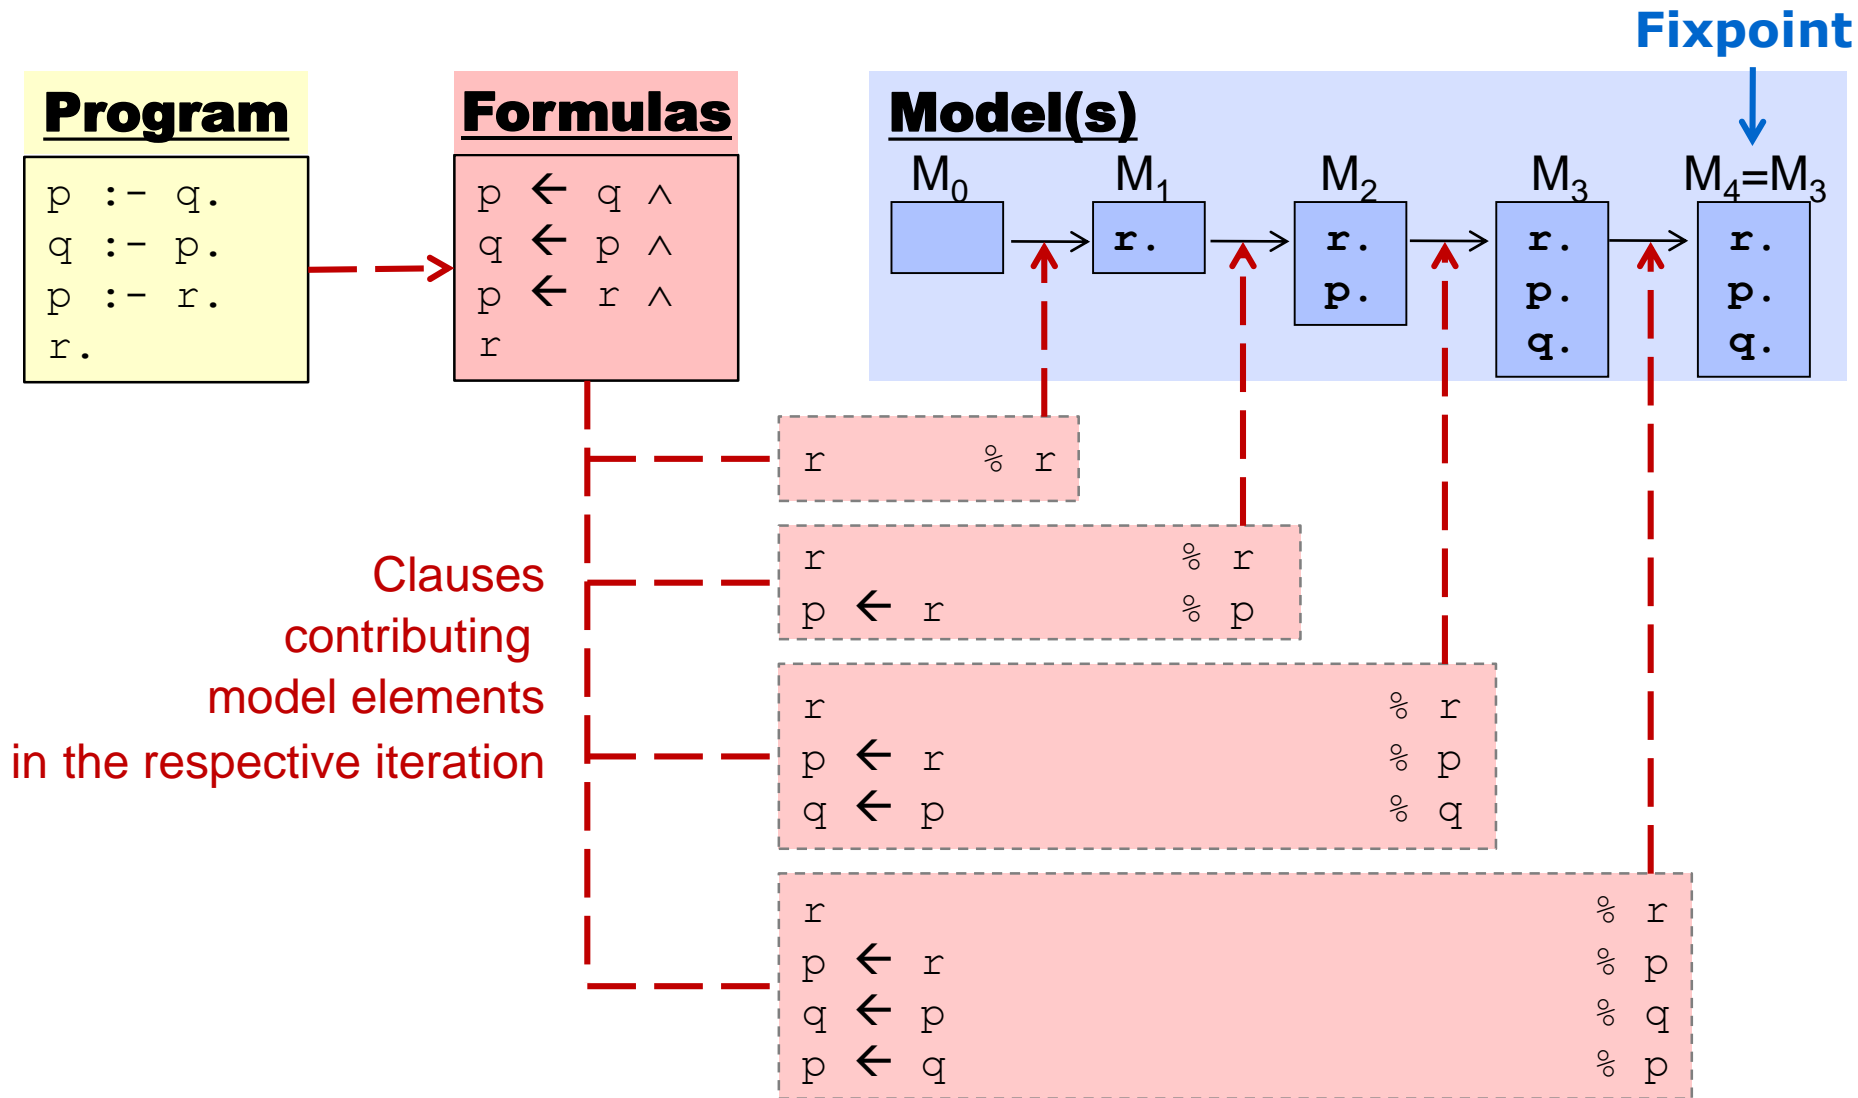 Fixpoint
Program
p :- q.
q :- p.
p :- r.
r.
Formulas
p ← q ∧
q ← p ∧
p ← r ∧
r
Model(s)
M₀ M₁ M₂ M₃ M₄=M₃
r.
r.
p.
r.
p.
q.
r.
p.
q.
Clauses
contributing
model elements
in the respective iteration
r % r
r % r
p ← r % p
r % r
p ← r % p
q ← p % q
r % r
p ← r % p
q ← p % q
p ← q % p